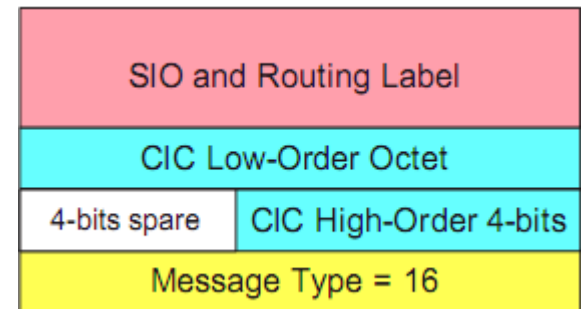 SIO and Routing Label
CIC Low-Order Octet
4-bits spare
CIC High-Order 4-bits
Message Type = 16